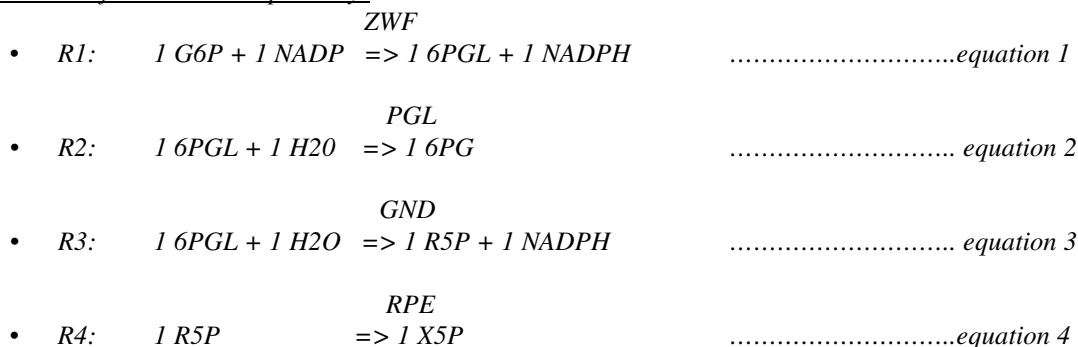 ZWF
• R1: 1 G6P + 1 NADP => 1 6PGL + 1 NADPH ………………………..equation 1
PGL
• R2: 1 6PGL + 1 H20 => 1 6PG ……………………….. equation 2
GND
• R3: 1 6PGL + 1 H2O => 1 R5P + 1 NADPH ……………………….. equation 3
RPE
• R4: 1 R5P => 1 X5P ………………………..equation 4